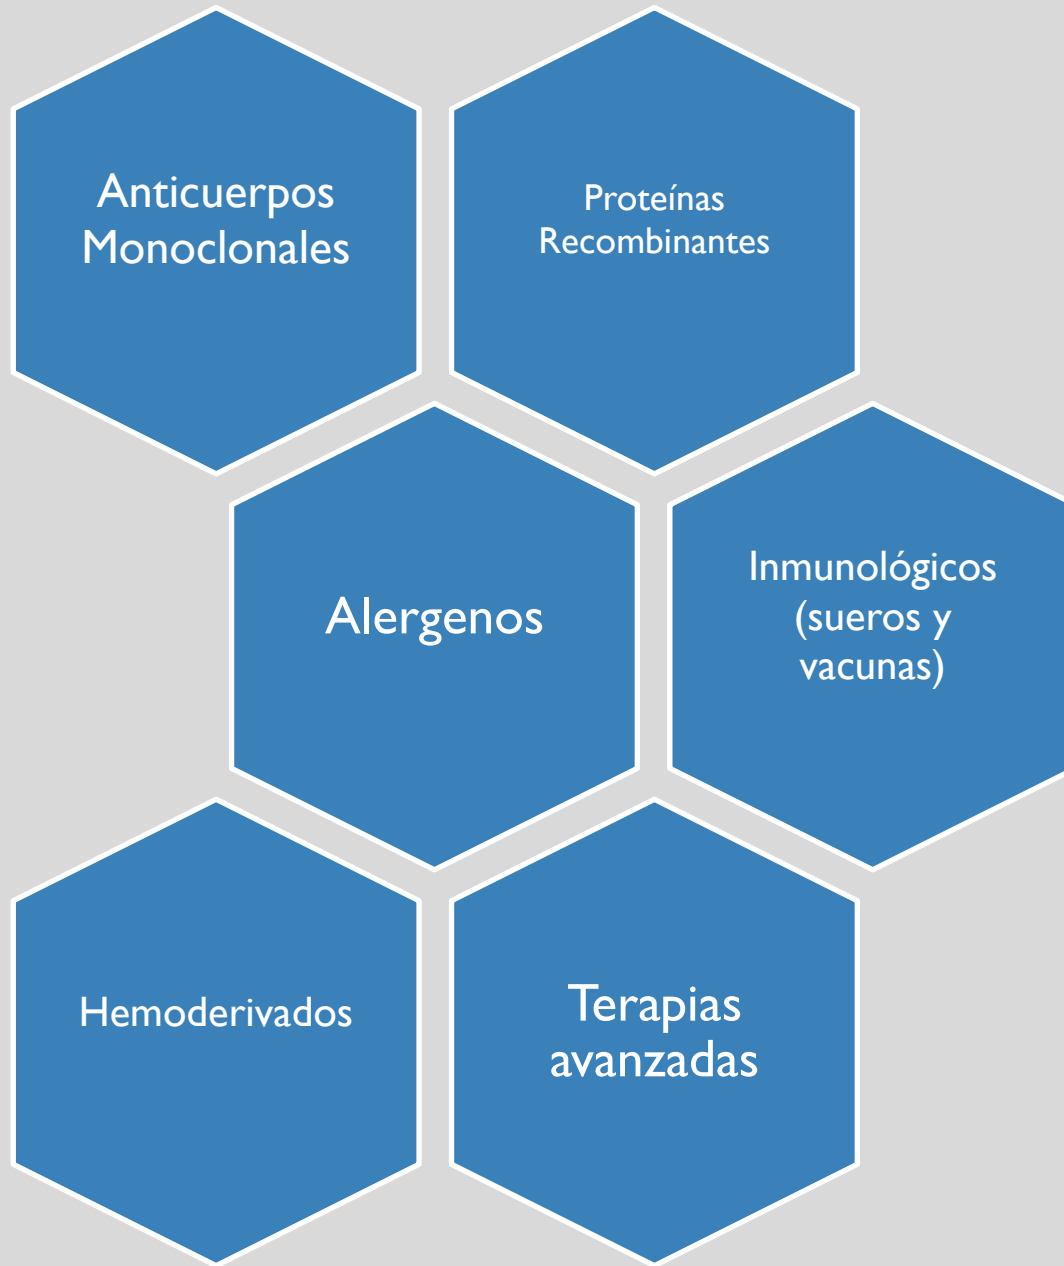 Anticuerpos
Monoclonales
Proteínas
Recombinantes
Alergenos
Inmunológicos
(sueros y
vacunas)
Hemoderivados
Terapias
avanzadas